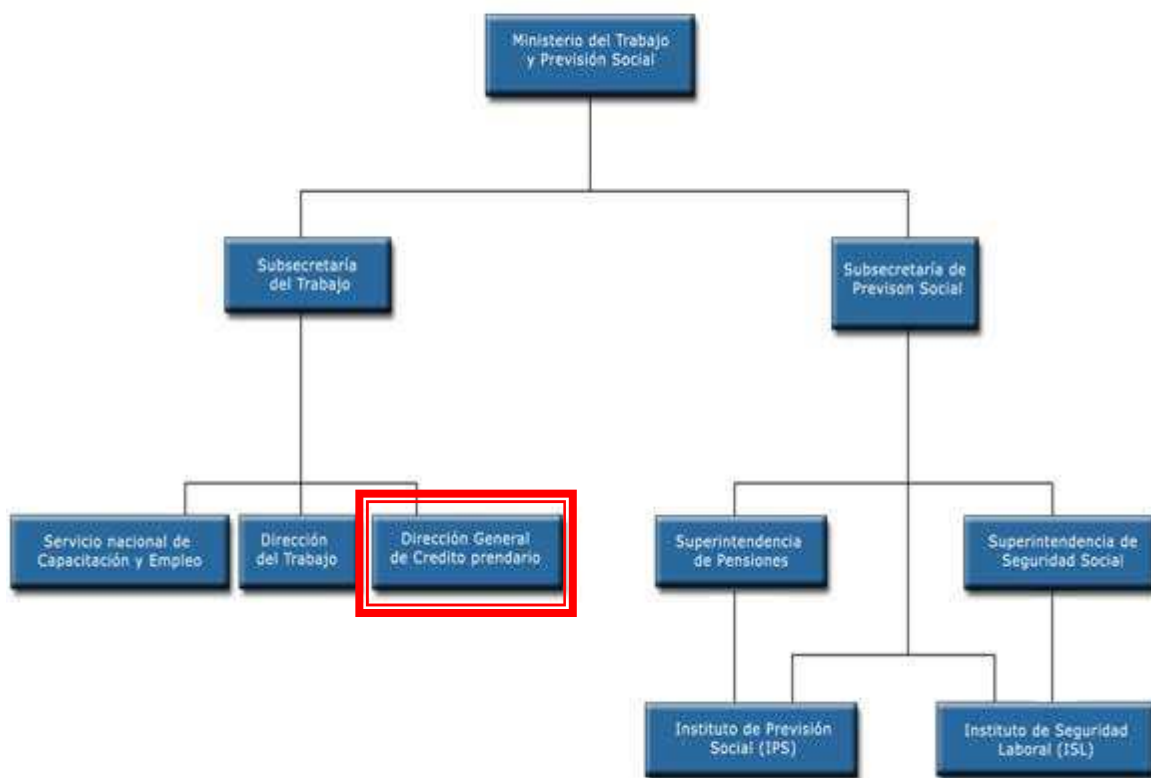 Ministerio del Trabajo
y Previsión Social
Subsecretaría
del Trabajo
Subsecretaría de
Previson Social
Servicio nacional de
Capacitación y Empleo
Dirección
del Trabajo
Dirección General
de Credito prendario
Superintendencia
de Pensiones
Superintendencia de
Seguridad Social
Instituto de Previsión
Social (IPS)
Instituto de Seguridad
Laboral (ISL)